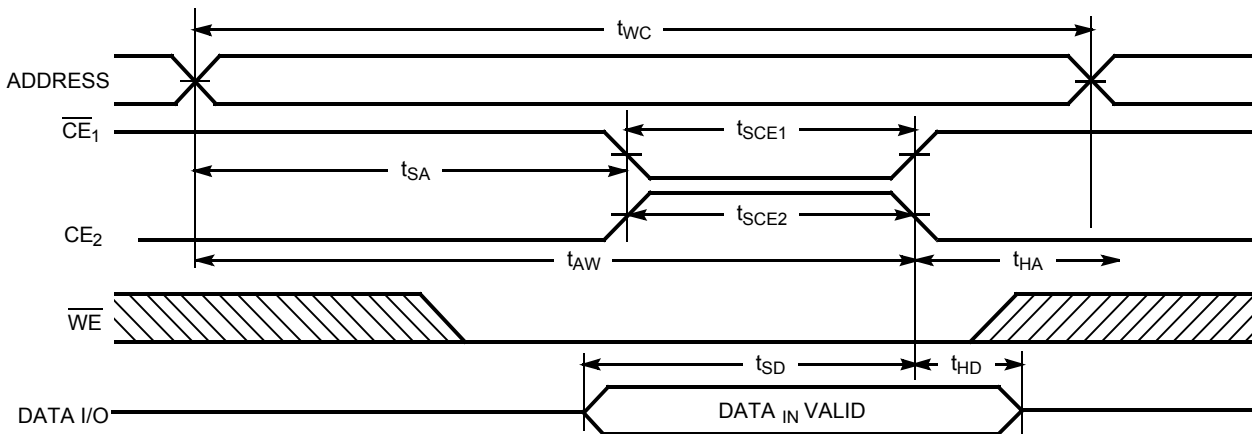 tWC
ADDRESS
CE1
tSCE1
tSA
CE2
tSCE2
tAW
tHA
WE
tSD
tHD
DATA I/O
DATA IN VALID